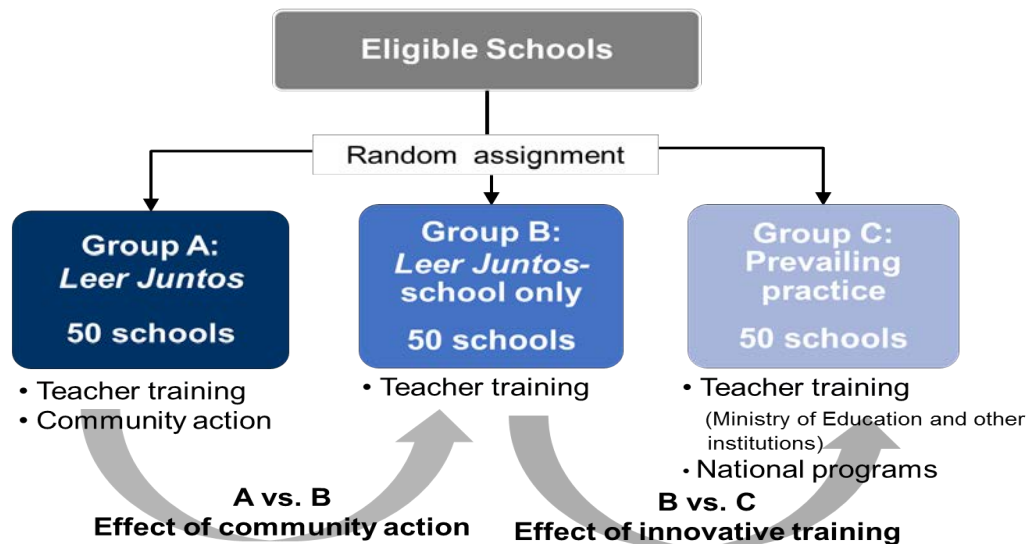 Eligible Schools
Random assignment
Group A:
Leer Juntos
50 schools
Group B:
Leer Juntos-
school only
50 schools
Group C:
Prevailing
practice
50 schools
• Teacher training
• Community action
• Teacher training
• Teacher training
(Ministry of Education and other
institutions)
• National programs
A vs. B
Effect of community action
B vs. C
Effect of innovative training